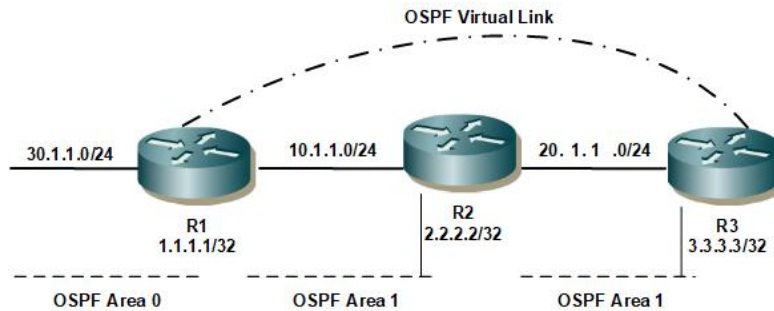 OSPF Virtual Link
30.1.1.0/24
10.1.1.0/24
20. 1. 1 .0/24
R1
1.1.1.1/32
R2
2.2.2.2/32
R3
3.3.3.3/32
OSPF Area 0
OSPF Area 1
OSPF Area 1